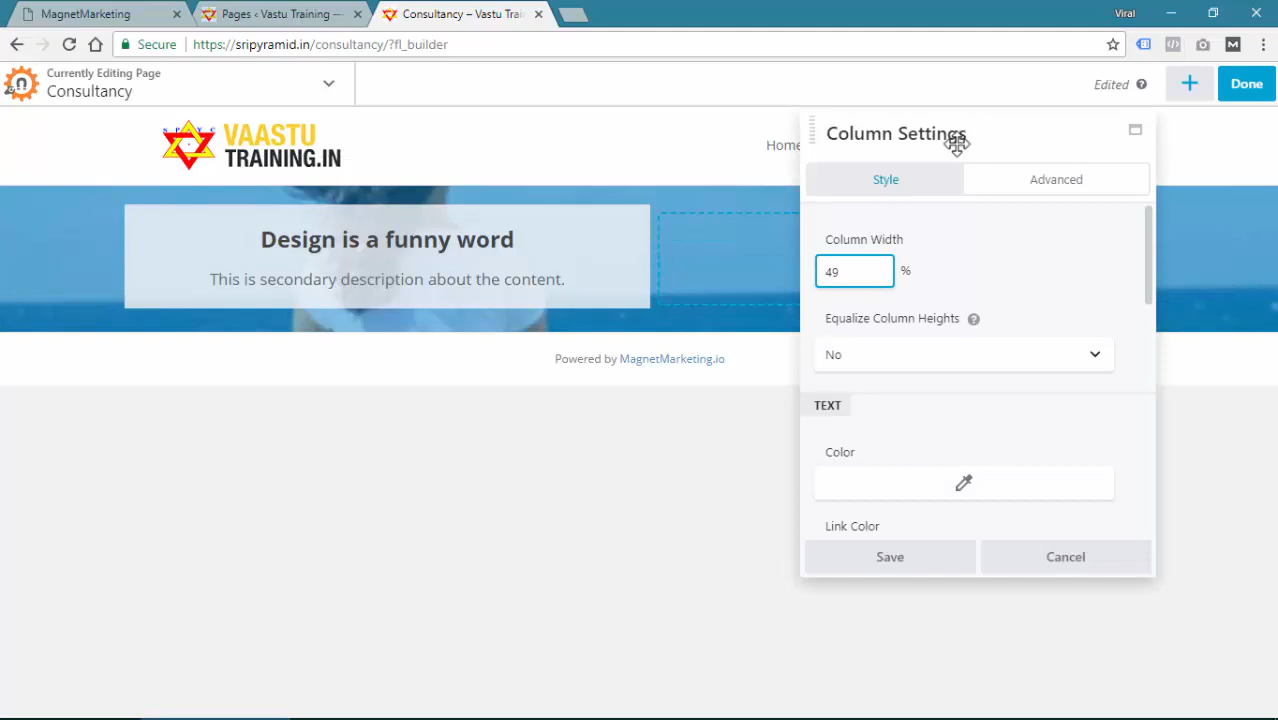 MagnetMarketing
Pages ‹ Vastu Training —
Consultancy – Vastu Trai
Viral
Secure
https://sripyramid.in/consultancy/?fl_builder
Currently Editing Page
Consultancy
Edited
Done
S P Y C
VAASTU
TRAINING.IN
Home
Column Settings
Style
Advanced
Column Width
49
%
Design is a funny word
This is secondary description about the content.
Equalize Column Heights
No
Powered by MagnetMarketing.io
TEXT
Color
Link Color
Save
Cancel